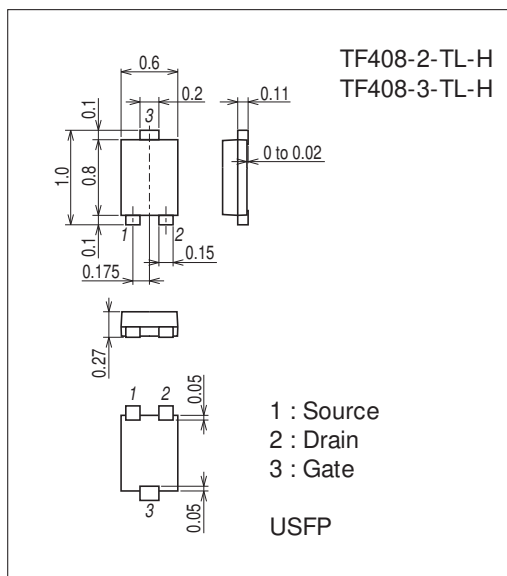 TF408-2-TL-H
TF408-3-TL-H
0.6
0.2
3
0.1
1.0
0.8
0.1
1
2
0.175
0.15
0.11
0 to 0.02
0.27
1
2
0.05
3
0.05
1 : Source
2 : Drain
3 : Gate
USFP